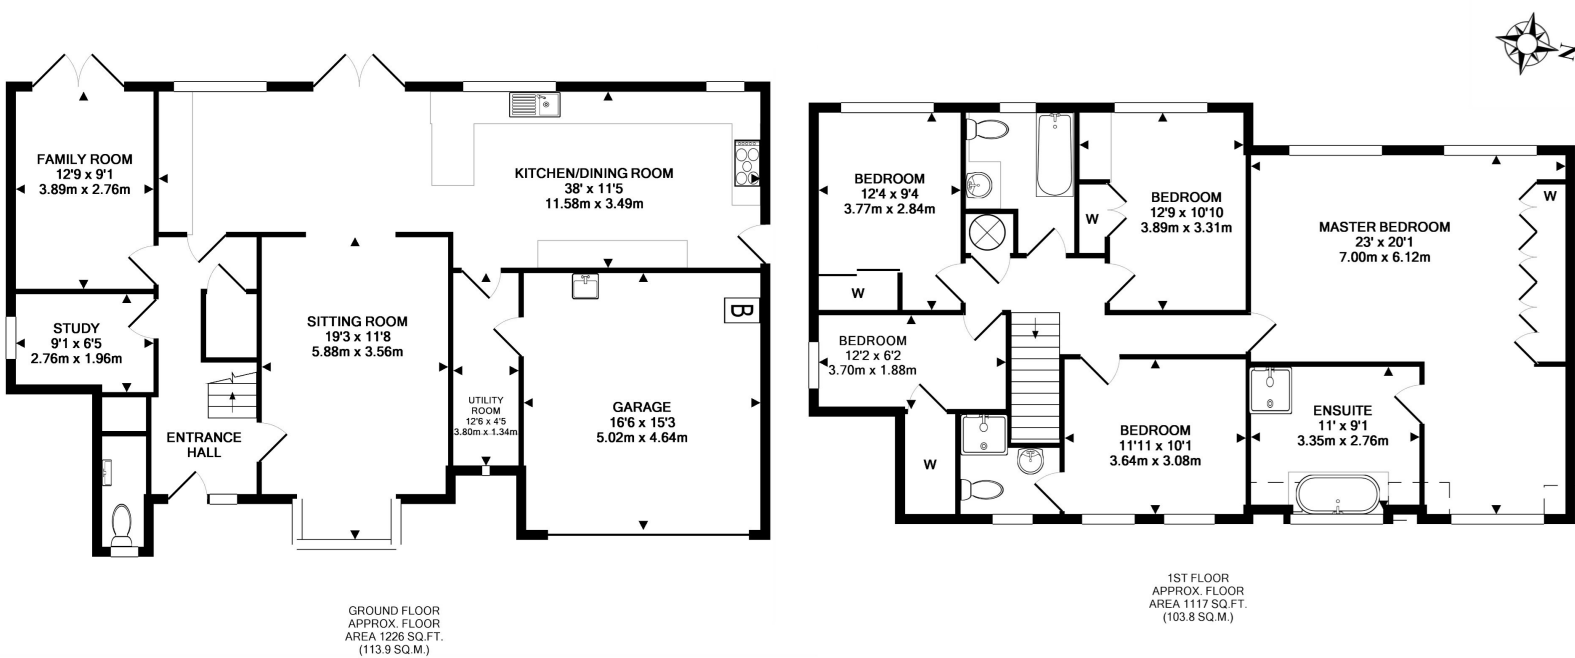 FAMILY ROOM
12'9 x 9'1
3.89m x 2.76m
KITCHEN/DINING ROOM
38' x 11'5
11.58m x 3.49m
STUDY
9'1 x 6'5
2.76m x 1.96m
SITTING ROOM
19'3 x 11'8
5.88m x 3.56m
B
UTILITY
ROOM
12'6 x 4'5
3.80m x 1.34m
GARAGE
16'6 x 15'3
5.02m x 4.64m
ENTRANCE
HALL
GROUND FLOOR
APPROX. FLOOR
AREA 1226 SQ.FT.
(113.9 SQ.M.)
N
BEDROOM
12'4 x 9'4
3.77m x 2.84m
W
BEDROOM
12'9 x 10'10
3.89m x 3.31m
W
MASTER BEDROOM
23' x 20'1
7.00m x 6.12m
W
BEDROOM
12'2 x 6'2
3.70m x 1.88m
W
BEDROOM
11'11 x 10'1
3.64m x 3.08m
ENSUITE
11' x 9'1
3.35m x 2.76m
1ST FLOOR
APPROX. FLOOR
AREA 1117 SQ.FT.
(103.8 SQ.M.)